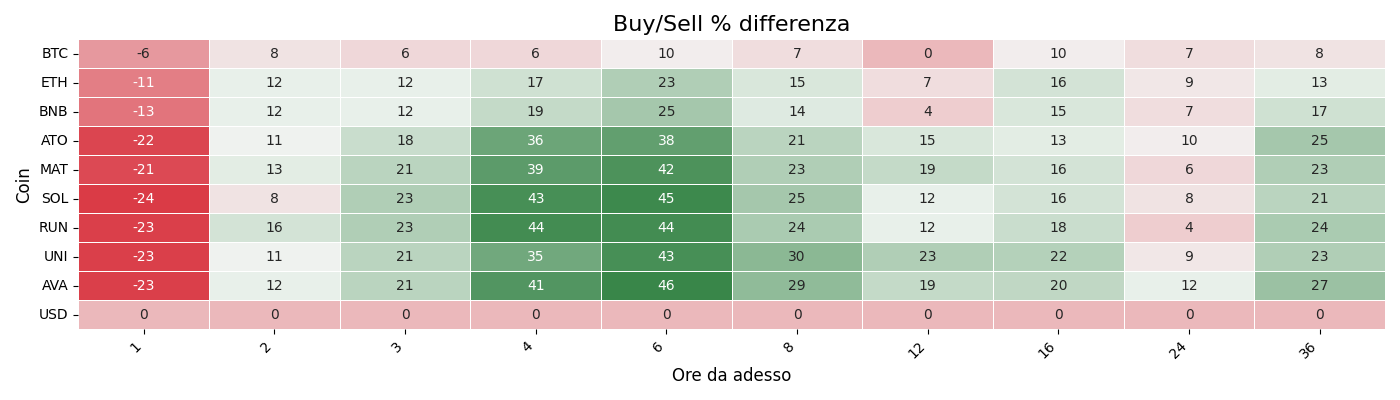 Buy/Sell % differenza
Coin
BTC -6 8 6 6 10 7 0 10 7 8
ETH -11 12 12 17 23 15 7 16 9 13
BNB -13 12 12 19 25 14 4 15 7 17
ATO -22 11 18 36 38 21 15 13 10 25
MAT -21 13 21 39 42 23 19 16 6 23
SOL -24 8 23 43 45 25 12 16 8 21
RUN -23 16 23 44 44 24 12 18 4 24
UNI -23 11 21 35 43 30 23 22 9 23
AVA -23 12 21 41 46 29 19 20 12 27
USD 0 0 0 0 0 0 0 0 0 0
1 2 3 4 6 8 12 16 24 36
Ore da adesso